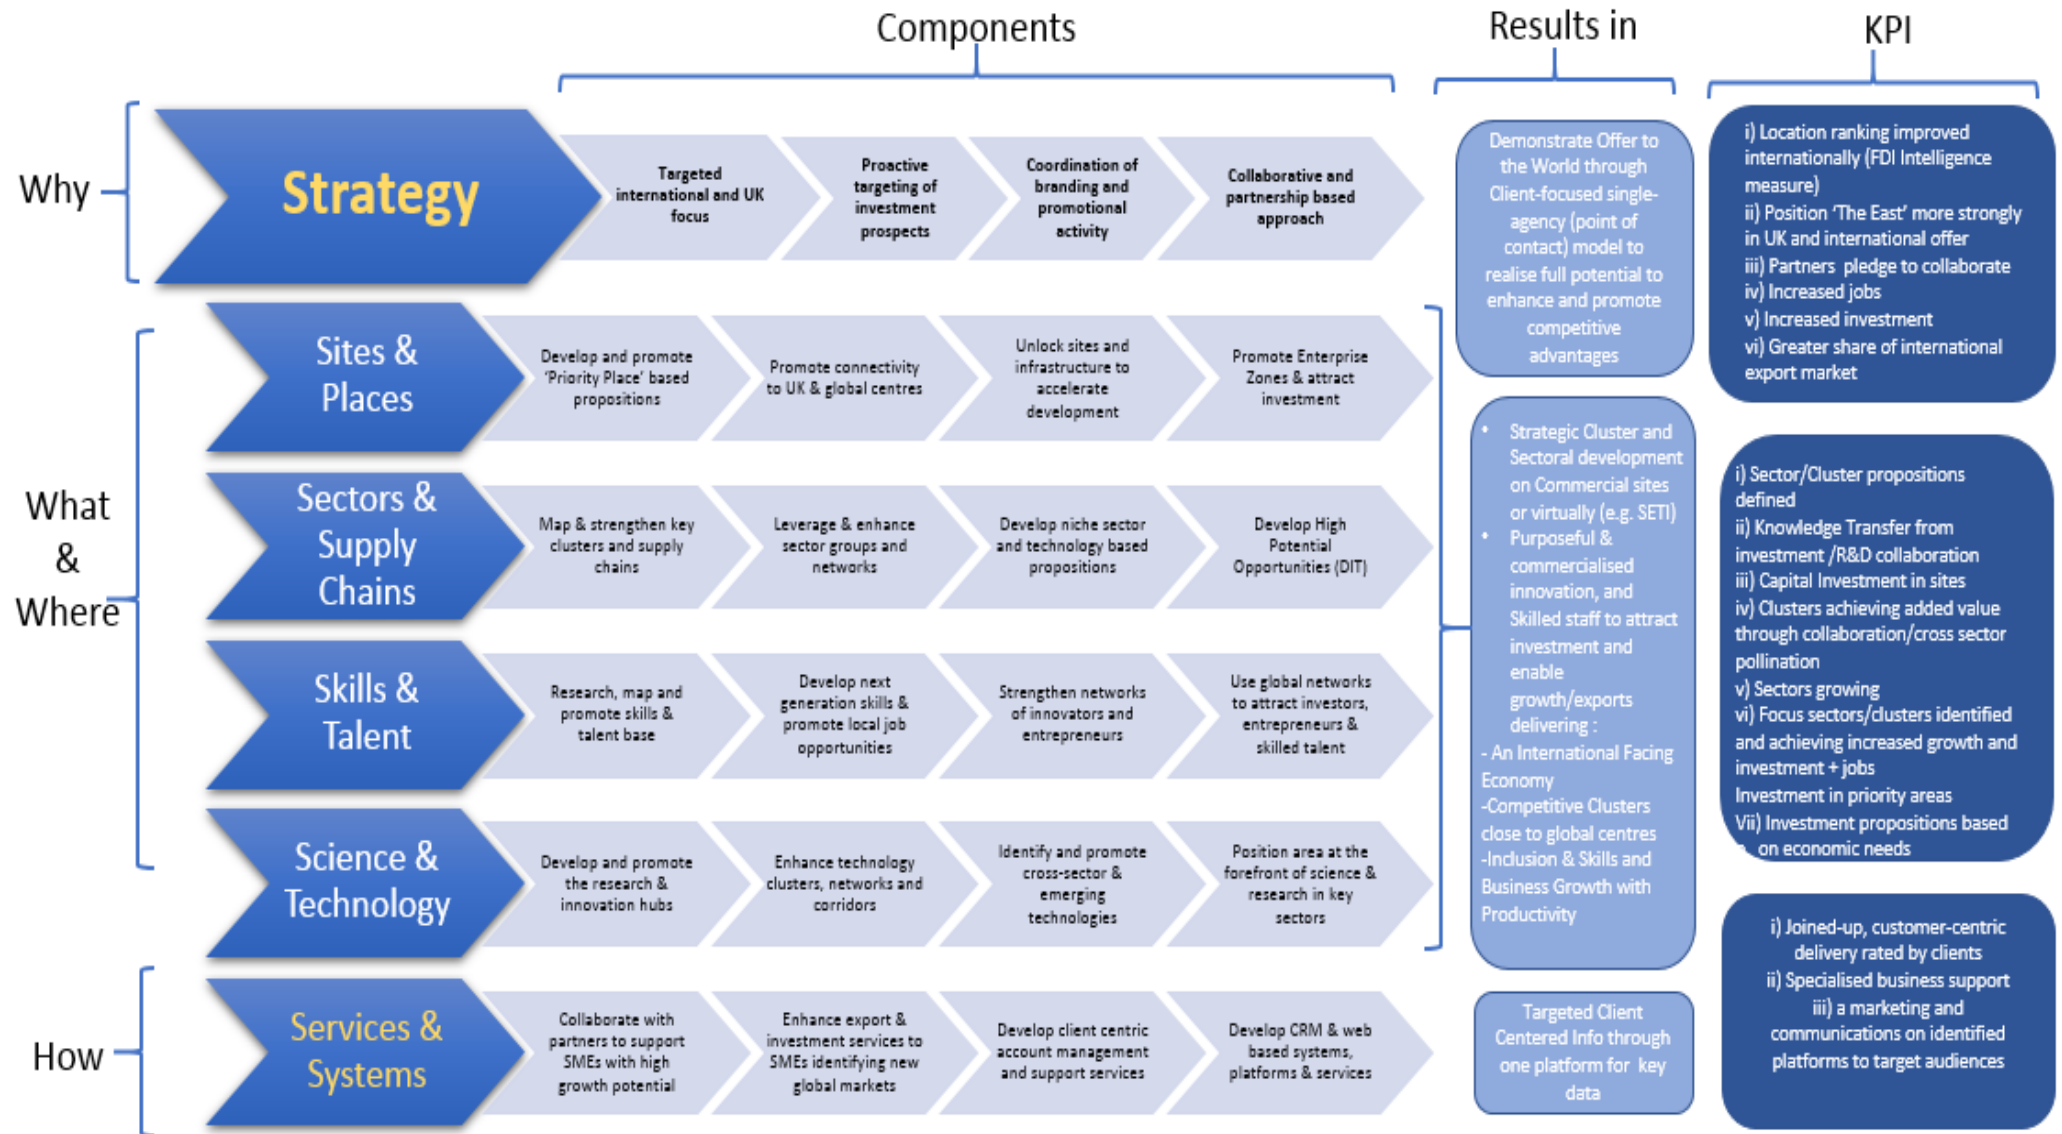 Components
Results in
KPI
Why
Strategy
Targeted
international and UK
focus
Proactive
targeting of
investment
prospects
Coordination of
branding and
promotional
activity
Collaborative and
partnership based
approach
Demonstrate Offer to
the World through
Client-focused single-
agency (point of
contact) model to
realise full potential to
enhance and promote
competitive
advantages
i) Location ranking improved
internationally (FDI Intelligence
measure)
ii) Position ‘The East’ more strongly
in UK and international offer
iii) Partners  pledge to collaborate
iv) Increased jobs
v) Increased investment
vi) Greater share of international
export market
What
&
Where
Sites &
Places
Develop and promote
‘Priority Place’ based
propositions
Promote connectivity
to UK & global centres
Unlock sites and
infrastructure to
accelerate
development
Promote Enterprise
Zones & attract
investment
Sectors &
Supply
Chains
Map & strengthen key
clusters and supply
chains
Leverage & enhance
sector groups and
networks
Develop niche sector
and technology based
propositions
Develop High
Potential
Opportunities (DIT)
Skills &
Talent
Research, map and
promote skills &
talent base
Develop next
generation skills &
promote local job
opportunities
Strengthen networks
of innovators and
entrepreneurs
Use global networks
to attract investors,
entrepreneurs &
skilled talent
Science &
Technology
Develop and promote
the research &
innovation hubs
Enhance technology
clusters, networks and
corridors
Identify and promote
cross-sector &
emerging
technologies
Position area at the
forefront of science &
research in key
sectors
• Strategic Cluster and
Sectoral development
on Commercial sites
or virtually (e.g. SETI)
• Purposeful &
commercialised
innovation, and
Skilled staff to attract
investment and
enable
growth/exports
delivering :
- An International Facing
Economy
-Competitive Clusters
close to global centres
-Inclusion & Skills and
Business Growth with
Productivity
i) Sector/Cluster propositions
defined
ii) Knowledge Transfer from
investment /R&D collaboration
iii) Capital Investment in sites
iv) Clusters achieving added value
through collaboration/cross sector
pollination
v) Sectors growing
vi) Focus sectors/clusters identified
and achieving increased growth and
investment + jobs
Investment in priority areas
Vii) Investment propositions based
on economic needs
How
Services &
Systems
Collaborate with
partners to support
SMEs with high
growth potential
Enhance export &
investment services to
SMEs identifying new
global markets
Develop client centric
account management
and support services
Develop CRM & web
based systems,
platforms & services
Targeted Client
Centered Info through
one platform for  key
data
i) Joined-up, customer-centric
delivery rated by clients
ii) Specialised business support
iii) a marketing and
communications on identified
platforms to target audiences